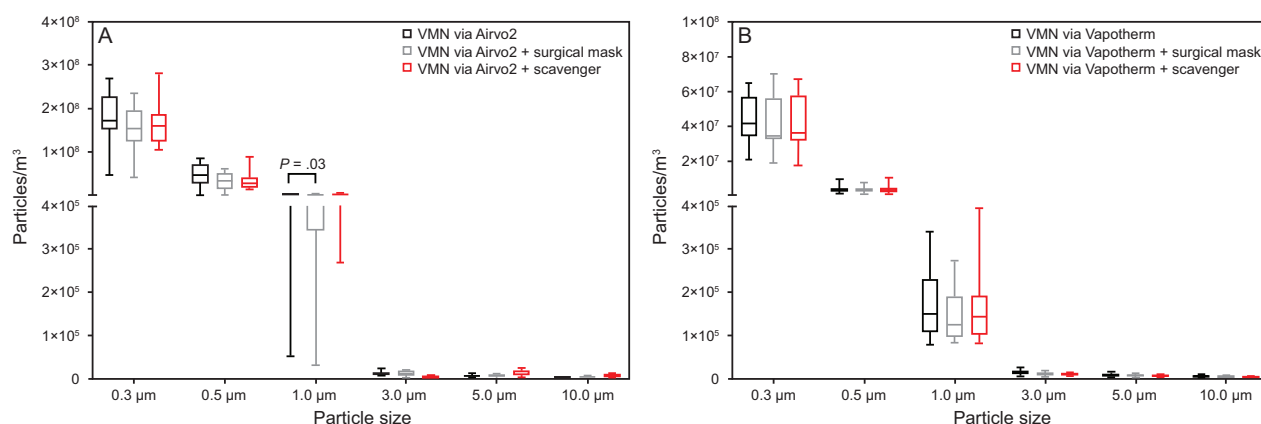 A
VMN via Airvo2
VMN via Airvo2 + surgical mask
VMN via Airvo2 + scavenger
Particles/m³
4×10⁸
3×10⁸
2×10⁸
1×10⁸
4×10⁵
3×10⁵
2×10⁵
1×10⁵
0
P = .03
0.3 µm
0.5 µm
1.0 µm
3.0 µm
5.0 µm
10.0 µm
Particle size
B
VMN via Vapotherm
VMN via Vapotherm + surgical mask
VMN via Vapotherm + scavenger
Particles/m³
1×10⁸
8×10⁷
6×10⁷
4×10⁷
2×10⁷
4×10⁵
3×10⁵
2×10⁵
1×10⁵
0
0.3 µm
0.5 µm
1.0 µm
3.0 µm
5.0 µm
10.0 µm
Particle size